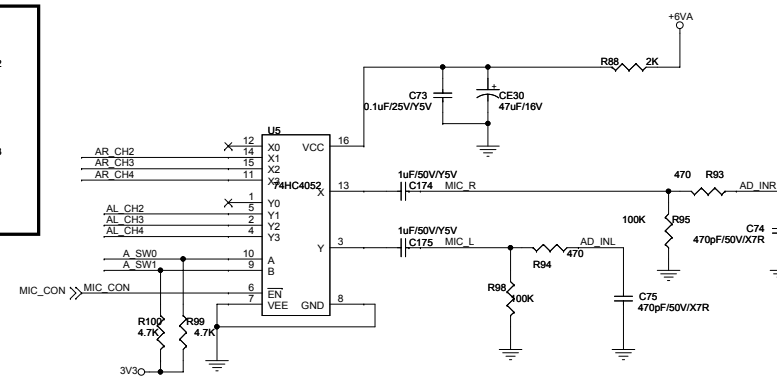 +6VA
R88 2K
C73
0.1uF/25V/Y5V
+
CE30
47uF/16V
U5
12 X0 VCC 16
AR_CH2 14 X1
AR_CH3 15 X2
AR_CH4 11 X3
74HC4052
X 13
1uF/50V/Y5V
C174 MIC_R
470 R93
AD_INR
100K R95
C74
470pF/50V/X7R
1 Y0
AL_CH2 5 Y1
AL_CH3 2 Y2
AL_CH4 4 Y3
Y 3
1uF/50V/Y5V
C175 MIC_L
AD_INL
470
R94
A_SW0 10 A
A_SW1 9 B
MIC_CON MIC_CON 6 EN
7 VEE GND 8
R98
100K
C75
470pF/50V/X7R
R100 R99
4.7K 4.7K
3V3